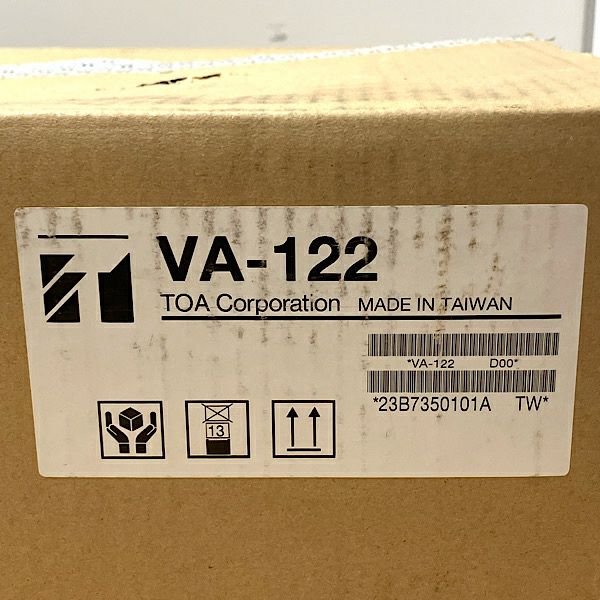 VA-122
TOA Corporation MADE IN TAIWAN
*VA-122 D00*
*23B7350101A TW*
13